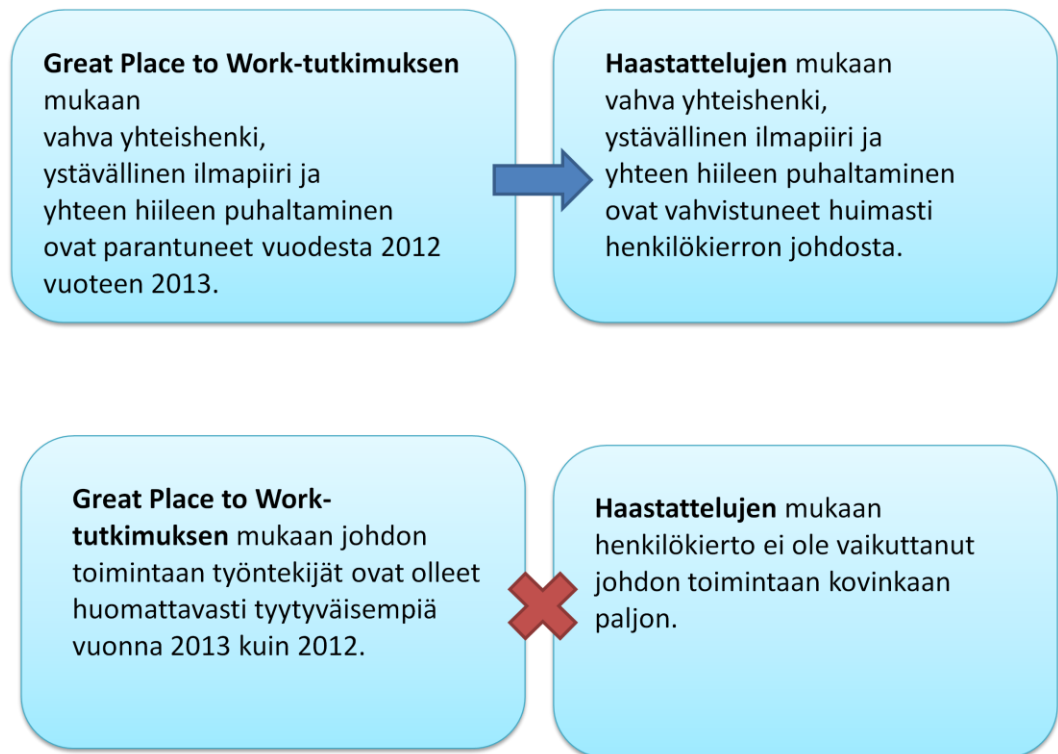 Great Place to Work-tutkimuksen
mukaan
vahva yhteishenki,
ystävällinen ilmapiiri ja
yhteen hiileen puhaltaminen
ovat parantuneet vuodesta 2012
vuoteen 2013.
Haastattelujen mukaan
vahva yhteishenki,
ystävällinen ilmapiiri ja
yhteen hiileen puhaltaminen
ovat vahvistuneet huimasti
henkilökierron johdosta.
Great Place to Work-
tutkimuksen mukaan johdon
toimintaan työntekijät ovat olleet
huomattavasti tyytyväisempiä
vuonna 2013 kuin 2012.
Haastattelujen mukaan
henkilökierto ei ole vaikuttanut
johdon toimintaan kovinkaan
paljon.